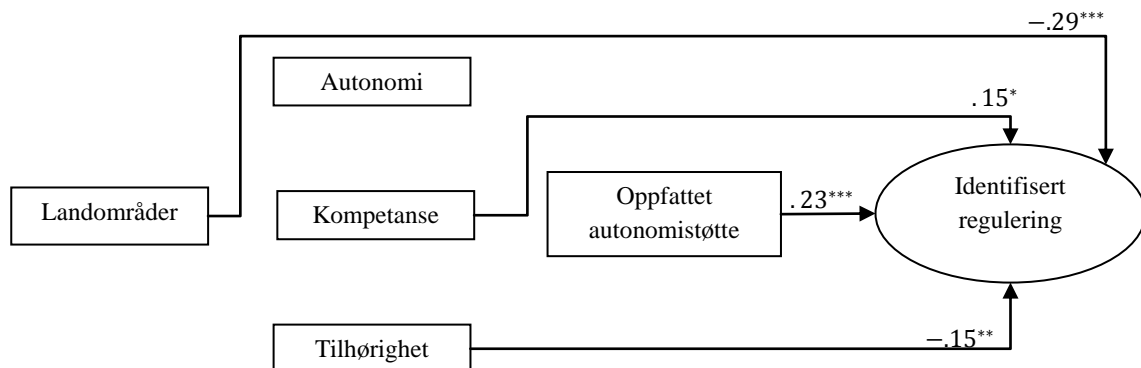 −.29***
Autonomi
.15*
Landområder
Kompetanse
Oppfattet
autonomistøtte
.23***
Identifisert
regulering
Tilhørighet
−.15**